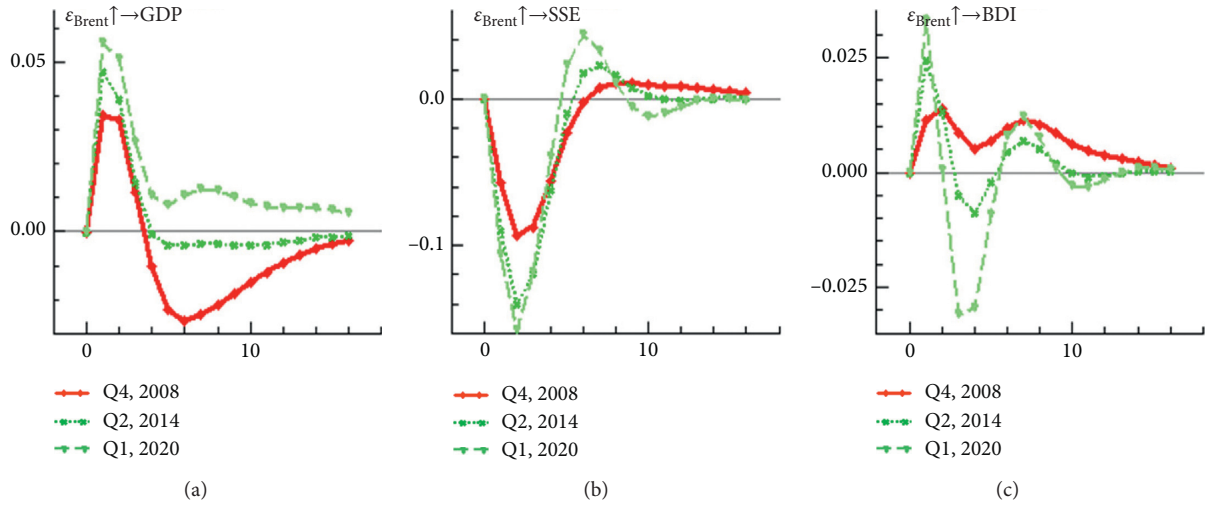 ε_Brent↑→GDP
0.05
0.00
0
10
Q4, 2008
Q2, 2014
Q1, 2020
(a)
ε_Brent↑→SSE
0.0
−0.1
0
10
Q4, 2008
Q2, 2014
Q1, 2020
(b)
ε_Brent↑→BDI
0.025
0.000
−0.025
0
10
Q4, 2008
Q2, 2014
Q1, 2020
(c)